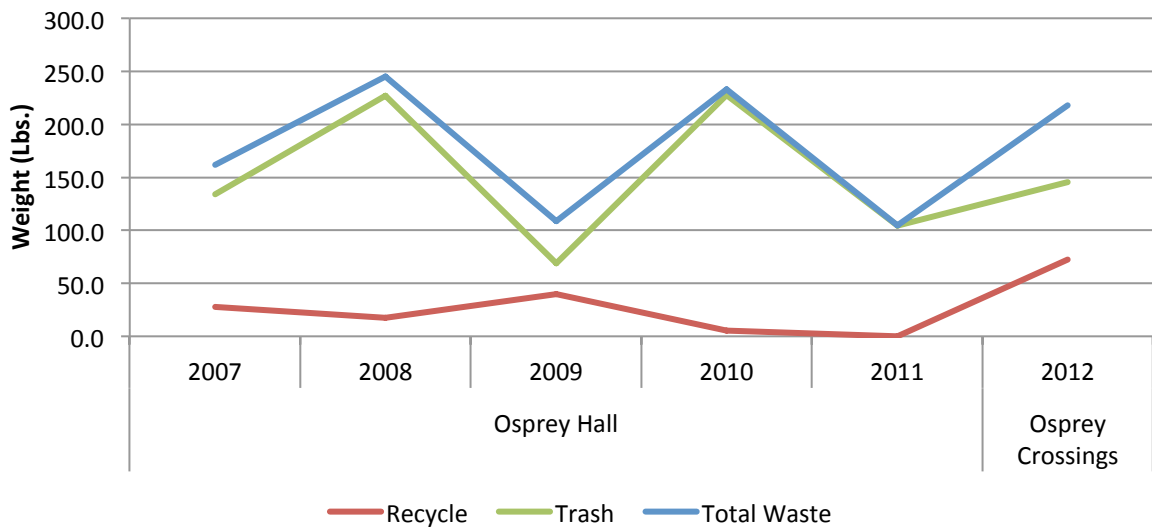 300.0
250.0
200.0
150.0
100.0
50.0
0.0
Weight (Lbs.)
2007 2008 2009 2010 2011 2012
Osprey Hall Osprey
Crossings
Recycle Trash Total Waste